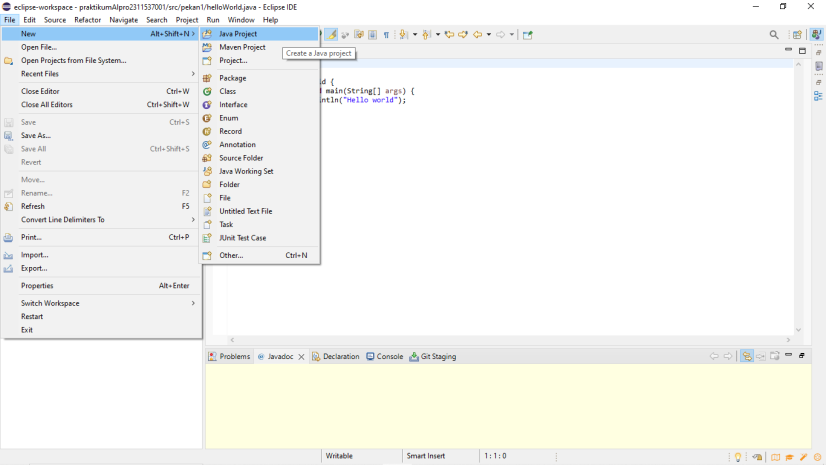 eclipse-workspace - praktikumAlpro2311537001/src/pekan1/helloWorld.java - Eclipse IDE
File Edit Source Refactor Navigate Search Project Run Window Help
New Alt+Shift+N >
Open File...
Open Projects from File System...
Recent Files >
Close Editor Ctrl+W
Close All Editors Ctrl+Shift+W
Save Ctrl+S
Save As...
Save All Ctrl+Shift+S
Revert
Move...
Rename... F2
Refresh F5
Convert Line Delimiters To >
Print... Ctrl+P
Import...
Export...
Properties Alt+Enter
Switch Workspace >
Restart
Exit
Java Project
Maven Project
Project...
Package
Class
Interface
Enum
Record
Annotation
Source Folder
Java Working Set
Folder
File
Untitled Text File
Task
JUnit Test Case
Other... Ctrl+N
Create a Java project
ld {
d main(String[] args) {
intln("Hello world");
Problems Javadoc Declaration Console Git Staging
Writable Smart Insert 1 : 1 : 0